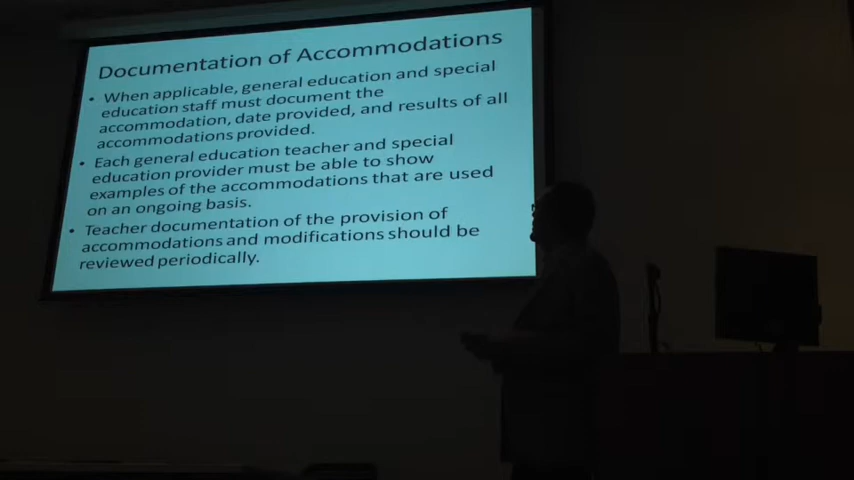 Documentation of Accommodations
• When applicable, general education and special
education staff must document the
accommodation, date provided, and results of all
accommodations provided.
• Each general education teacher and special
education provider must be able to show
examples of the accommodations that are used
on an ongoing basis.
• Teacher documentation of the provision of
accommodations and modifications should be
reviewed periodically.